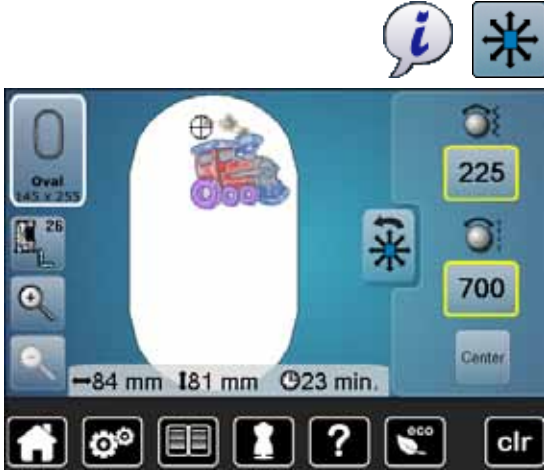 i
225
Oval
145 x 255
26
700
Center
84 mm 81 mm 23 min.
? eco clr